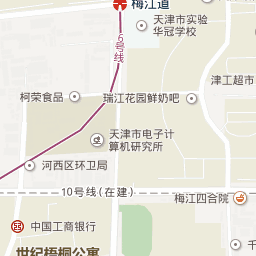 梅江道
天津市实验
华冠学校
6号线
津工超市
柯荣食品
瑞江花园鲜奶吧
天津市电子计
算机研究所
河西区环卫局
10号线(在建)
梅江四合院
中国工商银行
世纪梧桐公寓
千